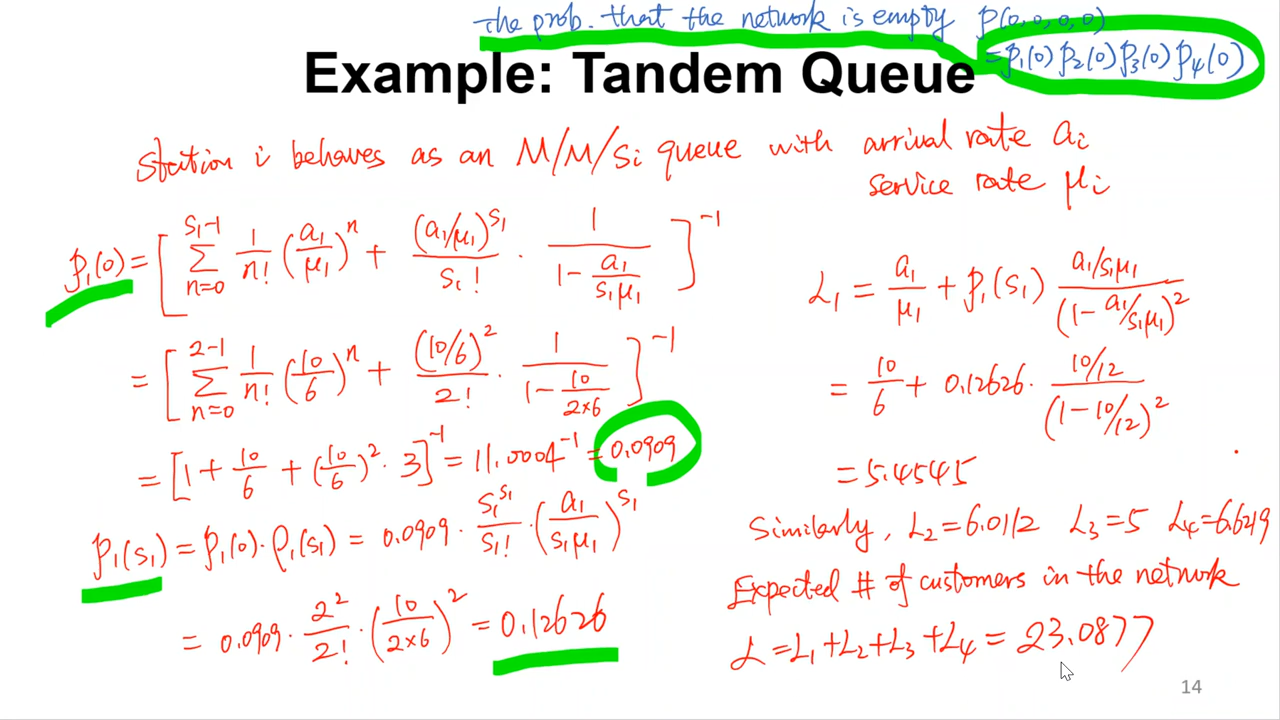 The prob. that the network is empty P(0,0,0,0)
= P₁(0) P₂(0) P₃(0) P₄(0)
Example: Tandem Queue
Station i behaves as an M/M/Si queue with arrival rate ai
service rate μi
P₁(0) = [ Σ_{n=0}^{S₁-1} 1/n! (a₁/μ₁)^n + (a₁/μ₁)^{S₁}/S₁! · 1/(1 - a₁/(S₁μ₁)) ]^{-1}
= [ Σ_{n=0}^{2-1} 1/n! (10/6)^n + (10/6)^2/2! · 1/(1 - 10/(2×6)) ]^{-1}
= [1 + 10/6 + (10/6)^2 · 3]^{-1} = 11.0004^{-1} = 0.0909
P₁(S₁) = P₁(0) · ρ₁(S₁) = 0.0909 · S₁^{S₁}/S₁! · (a₁/(S₁μ₁))^{S₁}
= 0.0909 · 2^2/2! · (10/(2×6))^2 = 0.12626
L₁ = a₁/μ₁ + P₁(S₁) (a₁/S₁μ₁)/(1 - a₁/S₁μ₁)^2
= 10/6 + 0.12626 · (10/12)/(1 - 10/12)^2
= 5.4545
Similarly, L₂ = 6.0112 L₃ = 5 L₄ = 6.6219
Expected # of customers in the network
L = L₁ + L₂ + L₃ + L₄ = 23.0877
14